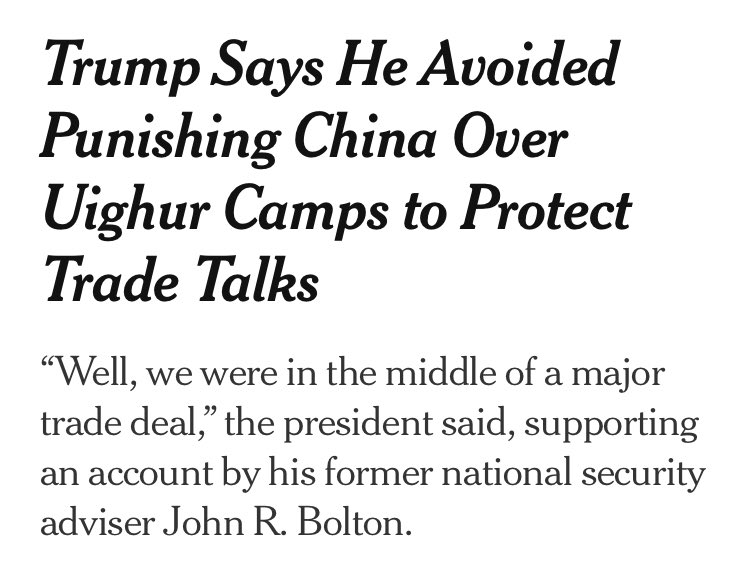 Trump Says He Avoided
Punishing China Over
Uighur Camps to Protect
Trade Talks
“Well, we were in the middle of a major
trade deal,” the president said, supporting
an account by his former national security
adviser John R. Bolton.